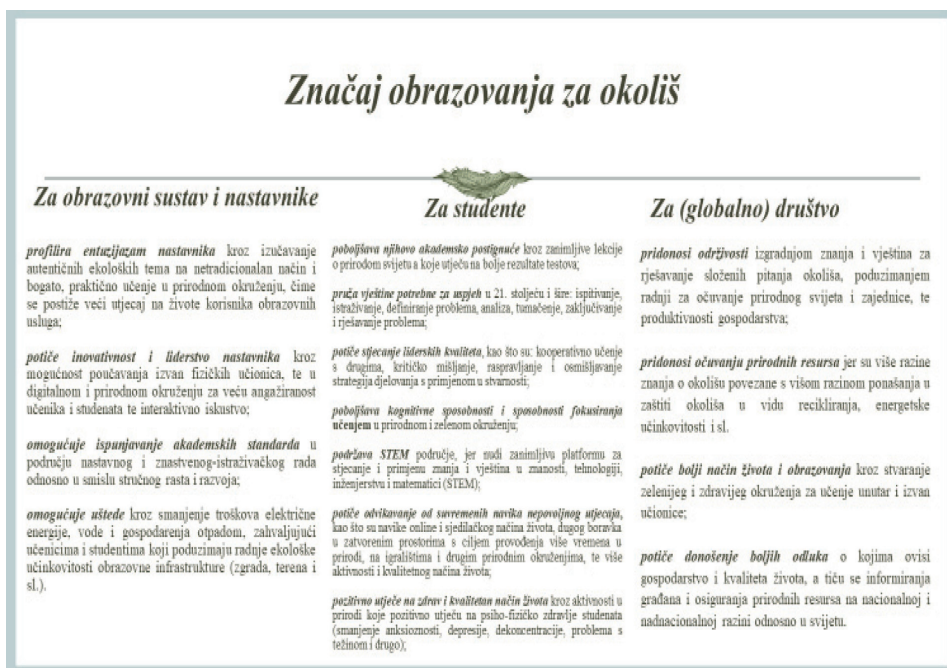 Značaj obrazovanja za okoliš
Za obrazovni sustav i nastavnike
profilira entuzijazam nastavnika kroz izučavanje
autentičnih ekoloških tema na netradicionalan način i
bogato, praktično učenje u prirodnom okruženju, čime
se postiže veći utjecaj na živote korisnika obrazovnih
usluga;
potiče inovativnost i liderstvo nastavnika kroz
mogućnost poučavanja izvan fizičkih učionica, te u
digitalnom i prirodnom okruženju za veću angažiranost
učenika i studenata te interaktivno iskustvo;
omogućuje ispunjavanje akademskih standarda u
području nastavnog i znastvenog-istraživačkog rada
odnosno u smislu stručnog rasta i razvoja;
omogućuje uštede kroz smanjenje troškova električne
energije, vode i gospodarenja otpadom, zahvaljujući
učenicima i studentima koji poduzimaju radnje ekološke
učinkovitosti obrazovne infrastrukture (zgrada, terena i
sl.).
Za studente
poboljšava njihovo akademsko postignuće kroz zanimljive lekcije
o prirodom svijetu a koje utječu na bolje rezultate testova;
pruža vještine potrebne za uspjeh u 21. stoljeću i šire: ispitivanje,
istraživanje, definiranje problema, analiza, tumačenje, zaključivanje
i rješavanje problema;
potiče stjecanje liderskih kvaliteta, kao što su: kooperativno učenje
s drugima, kritičko mišljanje, raspravljanje i osmišljavanje
strategija djelovanja s primjenom u stvarnosti;
poboljšava kognitivne sposobnosti i sposobnosti fokusiranja
učenjem u prirodnom i zelenom okruženju;
podržava STEM područje, jer nudi zanimljivu platformu za
stjecanje i primjenu znanja i vještina u znanosti, tehnologiji,
inženjerstvu i matematici (STEM);
potiče odvikavanje od suvremenih navika nepovoljnog utjecaja,
kao što su navike online i sjedilačkog načina života, dugog boravka
u zatvorenim prostorima s ciljem provođenja više vremena u
prirodi, na igralištima i drugim prirodnim okruženjima, te više
aktivnosti i kvalitetnog načina života;
pozitivno utječe na zdrav i kvalitetan način života kroz aktivnosti u
prirodi koje pozitivno utječu na psiho-fizičko zdravlje studenata
(smanjenje anksioznosti, depresije, dekoncentracije, problema s
težinom i drugo);
Za (globalno) društvo
pridonosi održivosti izgradnjom znanja i vještina za
rješavanje složenih pitanja okoliša, poduzimanjem
radnji za očuvanje prirodnog svijeta i zajednice, te
produktivnosti gospodarstva;
pridonosi očuvanju prirodnih resursa jer su više razine
znanja o okolišu povezane s višom razinom ponašanja u
zaštiti okoliša u vidu recikliranja, energetske
učinkovitosti i sl.
potiče bolji način života i obrazovanja kroz stvaranje
zelenijeg i zdravijeg okruženja za učenje unutar i izvan
učionice;
potiče donošenje boljih odluka o kojima ovisi
gospodarstvo i kvaliteta života, a tiču se informiranja
građana i osiguranja prirodnih resursa na nacionalnoj i
nadnacionalnoj razini odnosno u svijetu.